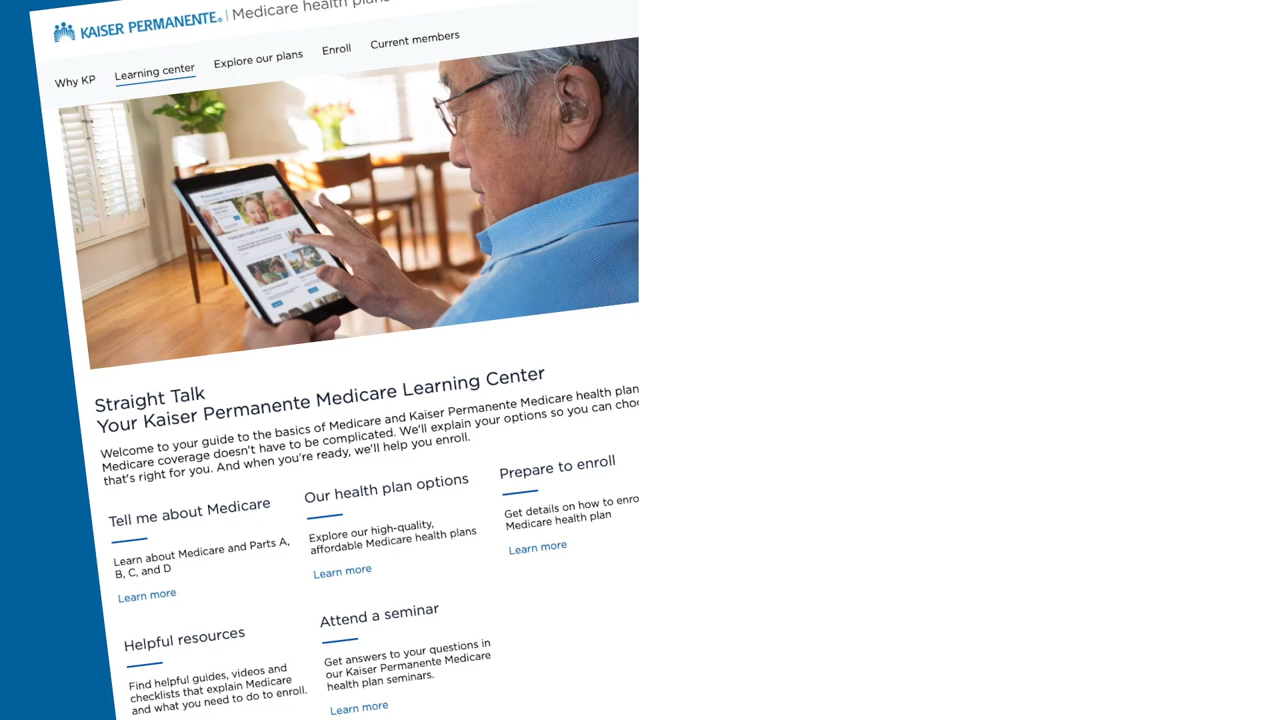 KAISER PERMANENTE® | Medicare health plans
Why KP
Learning center
Explore our plans
Enroll
Current members
Straight Talk
Your Kaiser Permanente Medicare Learning Center
Welcome to your guide to the basics of Medicare and Kaiser Permanente Medicare health plan
Medicare coverage doesn't have to be complicated. We'll explain your options so you can choo
that's right for you. And when you're ready, we'll help you enroll.
Tell me about Medicare
Learn about Medicare and Parts A,
B, C, and D
Learn more
Our health plan options
Explore our high-quality,
affordable Medicare health plans
Learn more
Prepare to enroll
Get details on how to enro
Medicare health plan
Learn more
Helpful resources
Find helpful guides, videos and
checklists that explain Medicare
and what you need to do to enroll.
Attend a seminar
Get answers to your questions in
our Kaiser Permanente Medicare
health plan seminars.
Learn more